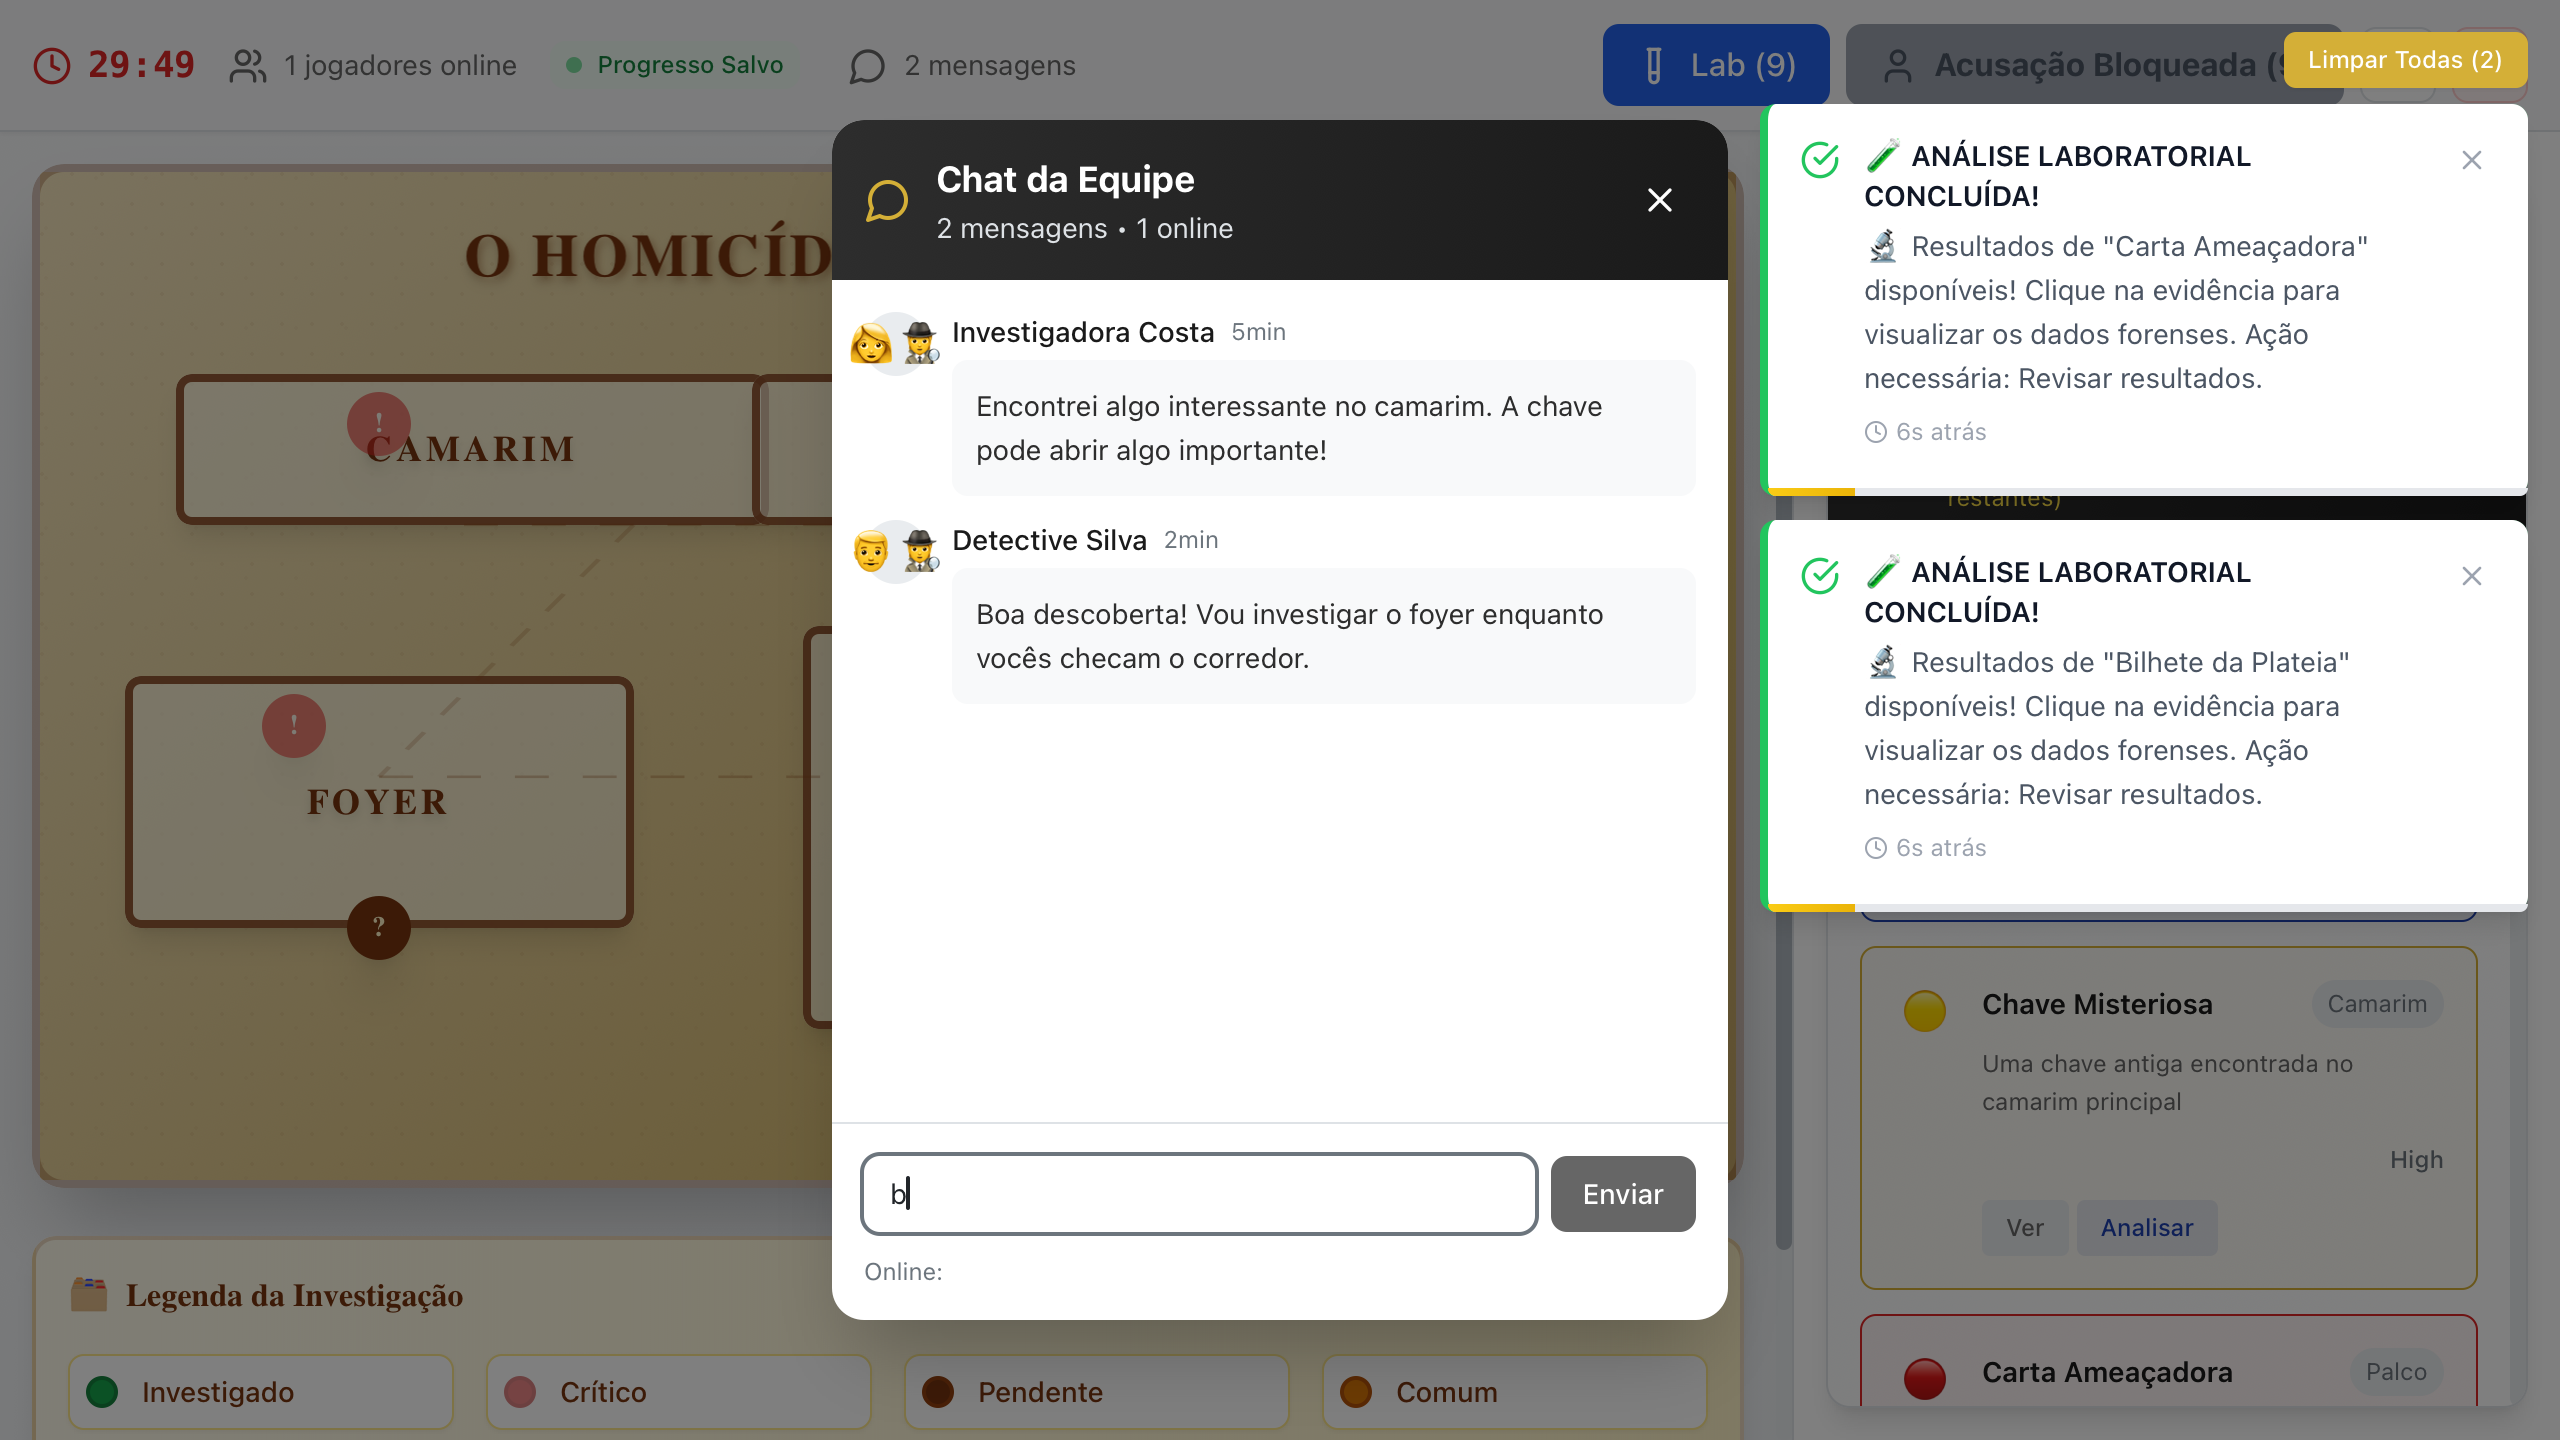 29:49
1 jogadores online
Progresso Salvo
2 mensagens
Lab (9)
Acusação Bloqueada
Limpar Todas (2)
O HOMICÍD
CAMARIM
!
FOYER
!
?
Chat da Equipe
2 mensagens • 1 online
Investigadora Costa 5min
Encontrei algo interessante no camarim. A chave
pode abrir algo importante!
Detective Silva 2min
Boa descoberta! Vou investigar o foyer enquanto
vocês checam o corredor.
b
Enviar
Online:
ANÁLISE LABORATORIAL
CONCLUÍDA!
Resultados de "Carta Ameaçadora"
disponíveis! Clique na evidência para
visualizar os dados forenses. Ação
necessária: Revisar resultados.
6s atrás
restantes)
ANÁLISE LABORATORIAL
CONCLUÍDA!
Resultados de "Bilhete da Plateia"
disponíveis! Clique na evidência para
visualizar os dados forenses. Ação
necessária: Revisar resultados.
6s atrás
Chave Misteriosa Camarim
Uma chave antiga encontrada no
camarim principal
High
Ver Analisar
Carta Ameaçadora Palco
Legenda da Investigação
Investigado Crítico Pendente Comum